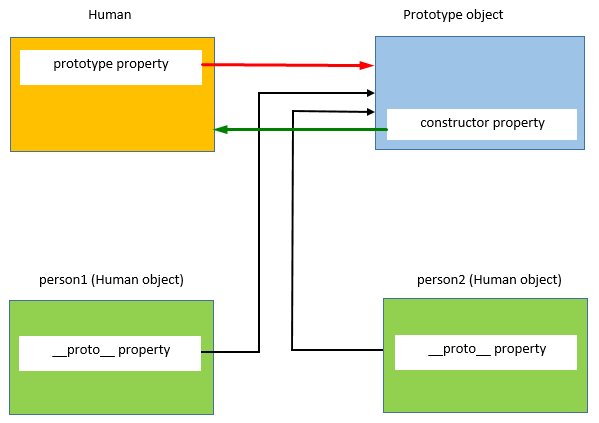 Human
Prototype object
prototype property
constructor property
person1 (Human object)
person2 (Human object)
__proto__ property
__proto__ property